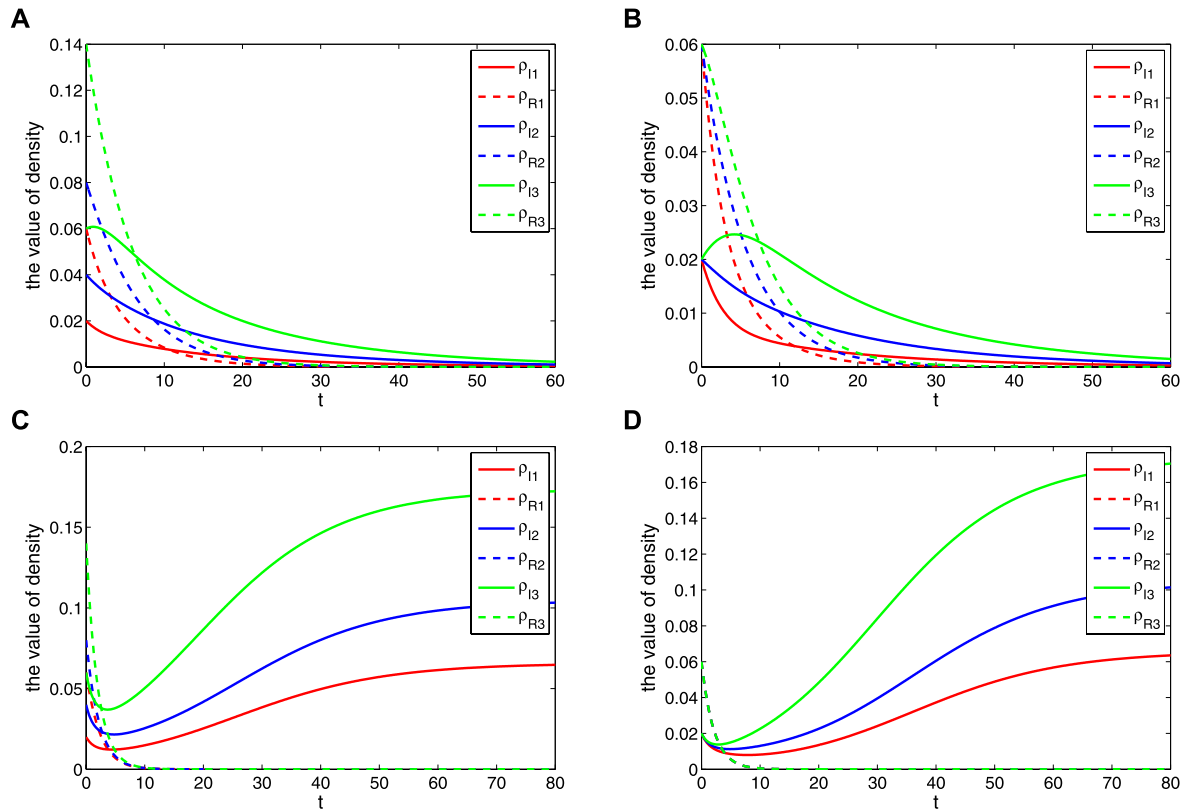 A
the value of density
0.14
0.12
0.1
0.08
0.06
0.04
0.02
0
0 10 20 30 40 50 60
t
ρI1
ρR1
ρI2
ρR2
ρI3
ρR3
B
the value of density
0.06
0.05
0.04
0.03
0.02
0.01
0
0 10 20 30 40 50 60
t
ρI1
ρR1
ρI2
ρR2
ρI3
ρR3
C
the value of density
0.2
0.15
0.1
0.05
0
0 10 20 30 40 50 60 70 80
t
ρI1
ρR1
ρI2
ρR2
ρI3
ρR3
D
the value of density
0.18
0.16
0.14
0.12
0.1
0.08
0.06
0.04
0.02
0
0 10 20 30 40 50 60 70 80
t
ρI1
ρR1
ρI2
ρR2
ρI3
ρR3